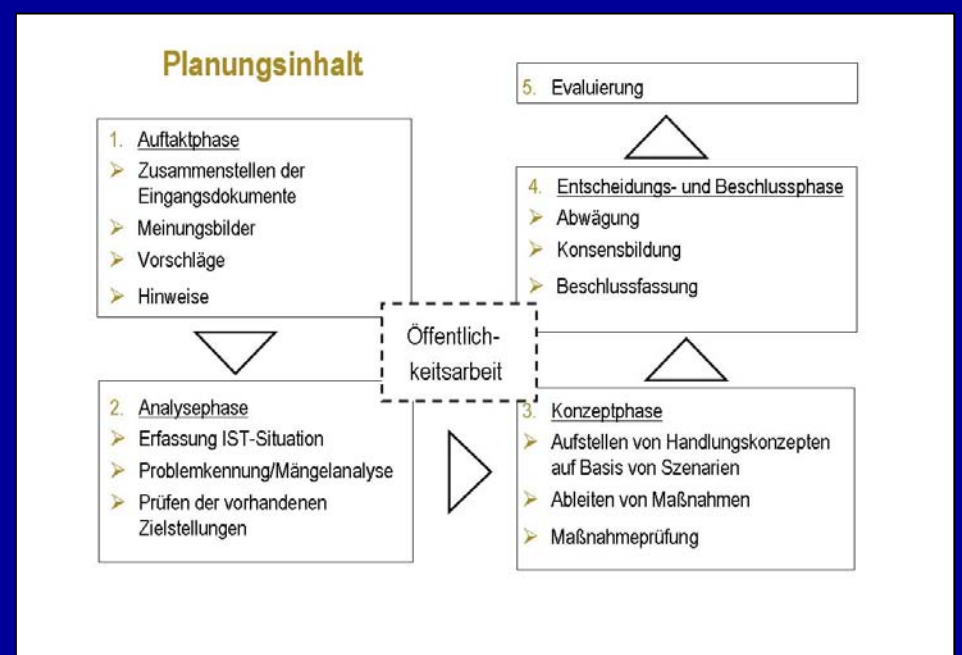 Planungsinhalt
1. Auftaktphase
➢ Zusammenstellen der
Eingangsdokumente
➢ Meinungsbilder
➢ Vorschläge
➢ Hinweise
2. Analysephase
➢ Erfassung IST-Situation
➢ Problemkennung/Mängelanalyse
➢ Prüfen der vorhandenen
Zielstellungen
Öffentlich-
keitsarbeit
3. Konzeptphase
➢ Aufstellen von Handlungskonzepten
auf Basis von Szenarien
➢ Ableiten von Maßnahmen
➢ Maßnahmeprüfung
4. Entscheidungs- und Beschlussphase
➢ Abwägung
➢ Konsensbildung
➢ Beschlussfassung
5. Evaluierung